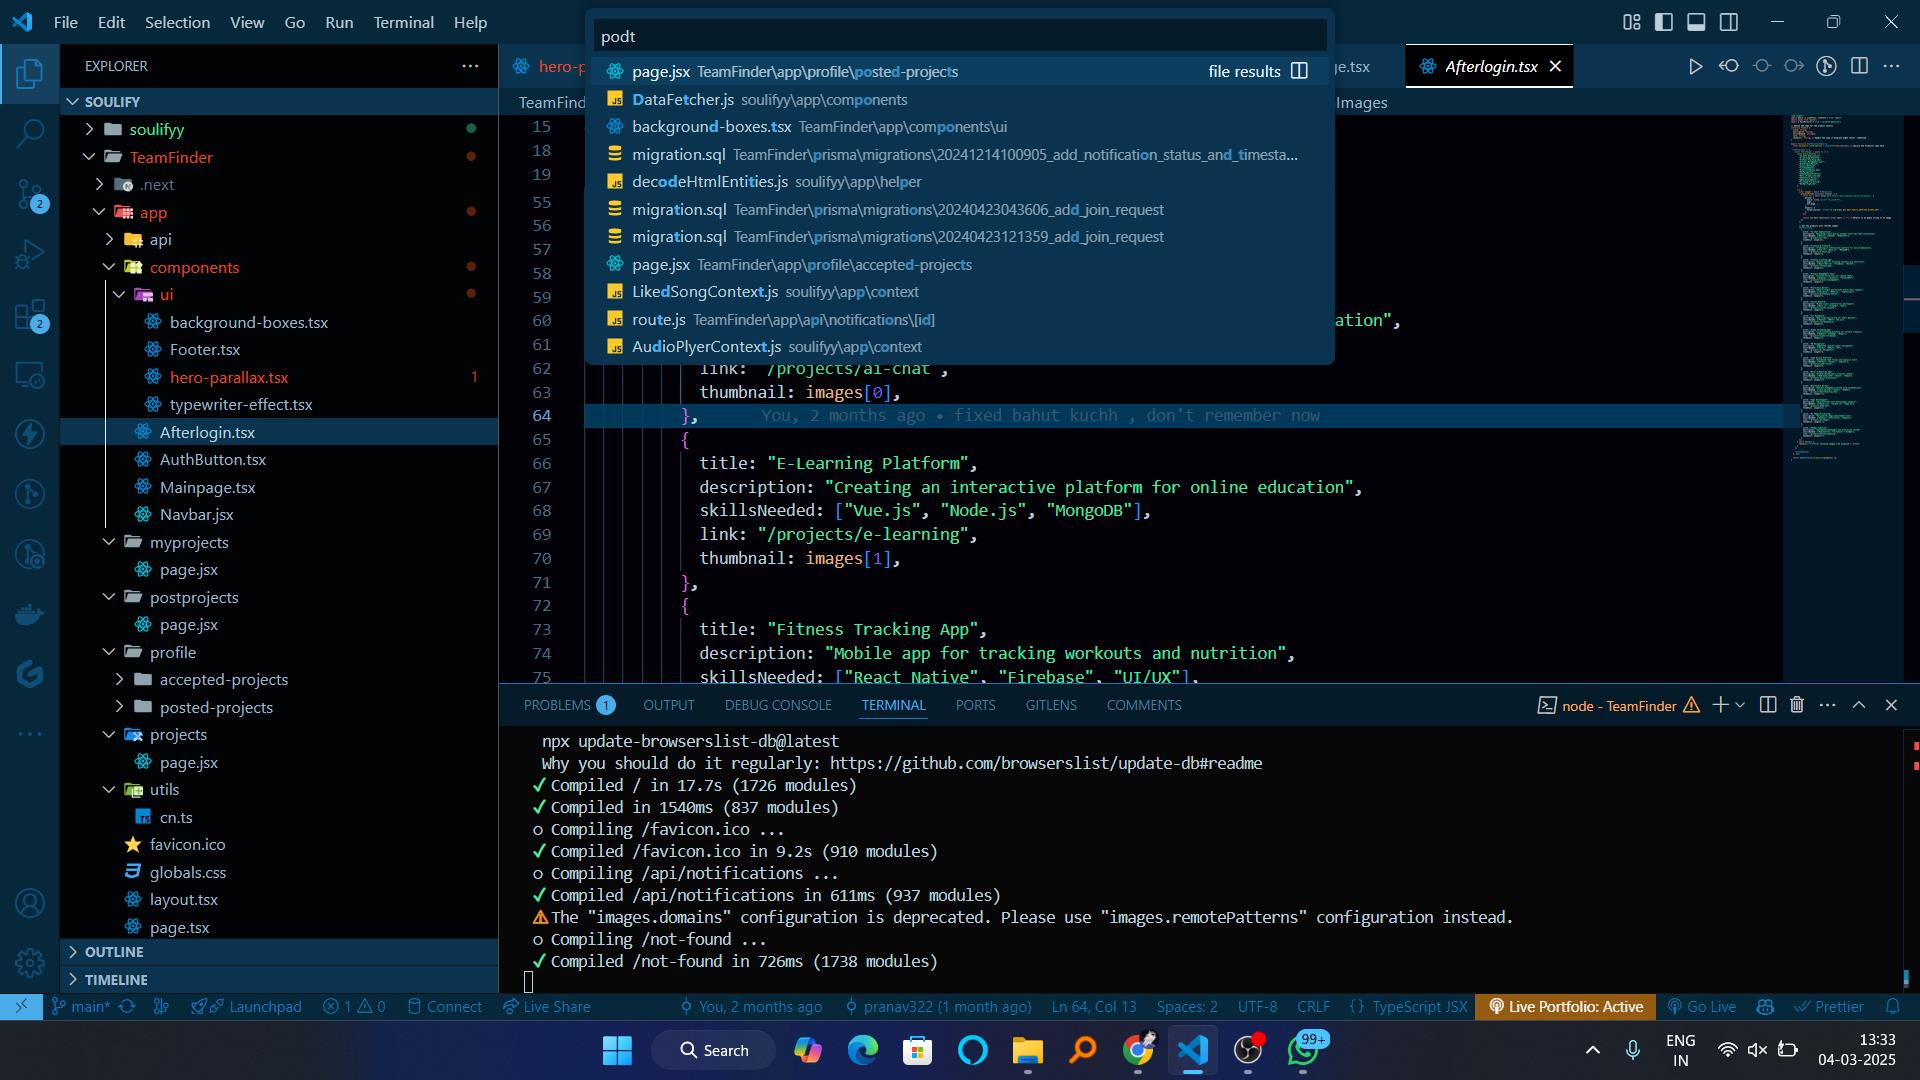 File Edit Selection View Go Run Terminal Help
podt
page.jsx TeamFinder\app\profile\posted-projects file results
DataFetcher.js soulifyy\app\components
background-boxes.tsx TeamFinder\app\components\ui
migration.sql TeamFinder\prisma\migrations\20241214100905_add_notification_status_and_timesta...
decodeHtmlEntities.js soulifyy\app\helper
migration.sql TeamFinder\prisma\migrations\20240423043606_add_join_request
migration.sql TeamFinder\prisma\migrations\20240423121359_add_join_request
page.jsx TeamFinder\app\profile\accepted-projects
LikedSongContext.js soulifyy\app\context
route.js TeamFinder\app\api\notifications\[id]
AudioPlyerContext.js soulifyy\app\context
EXPLORER
SOULIFY
soulifyy
TeamFinder
.next
app
api
components
ui
background-boxes.tsx
Footer.tsx
hero-parallax.tsx 1
typewriter-effect.tsx
Afterlogin.tsx
AuthButton.tsx
Mainpage.tsx
Navbar.jsx
myprojects
page.jsx
postprojects
page.jsx
profile
accepted-projects
posted-projects
projects
page.jsx
utils
cn.ts
favicon.ico
globals.css
layout.tsx
page.tsx
OUTLINE
TIMELINE
2
2
hero-p
ge.tsx
Afterlogin.tsx
TeamFind
Images
15
18
19
55
56
57
58
59
60 ation",
61
62 link: "/projects/ai-chat",
63 thumbnail: images[0],
64 }, You, 2 months ago • fixed bahut kuchh , don't remember now
65 {
66 title: "E-Learning Platform",
67 description: "Creating an interactive platform for online education",
68 skillsNeeded: ["Vue.js", "Node.js", "MongoDB"],
69 link: "/projects/e-learning",
70 thumbnail: images[1],
71 },
72 {
73 title: "Fitness Tracking App",
74 description: "Mobile app for tracking workouts and nutrition",
75 skillsNeeded: ["React Native", "Firebase", "UI/UX"],
PROBLEMS 1 OUTPUT DEBUG CONSOLE TERMINAL PORTS GITLENS COMMENTS
node - TeamFinder
npx update-browserslist-db@latest
Why you should do it regularly: https://github.com/browserslist/update-db#readme
✓ Compiled / in 17.7s (1726 modules)
✓ Compiled in 1540ms (837 modules)
○ Compiling /favicon.ico ...
✓ Compiled /favicon.ico in 9.2s (910 modules)
○ Compiling /api/notifications ...
✓ Compiled /api/notifications in 611ms (937 modules)
⚠ The "images.domains" configuration is deprecated. Please use "images.remotePatterns" configuration instead.
○ Compiling /not-found ...
✓ Compiled /not-found in 726ms (1738 modules)
main* Launchpad 1 0 Connect Live Share You, 2 months ago pranav322 (1 month ago) Ln 64, Col 13 Spaces: 2 UTF-8 CRLF {} TypeScript JSX Live Portfolio: Active Go Live Prettier
Search
99+
ENG
IN
13:33
04-03-2025